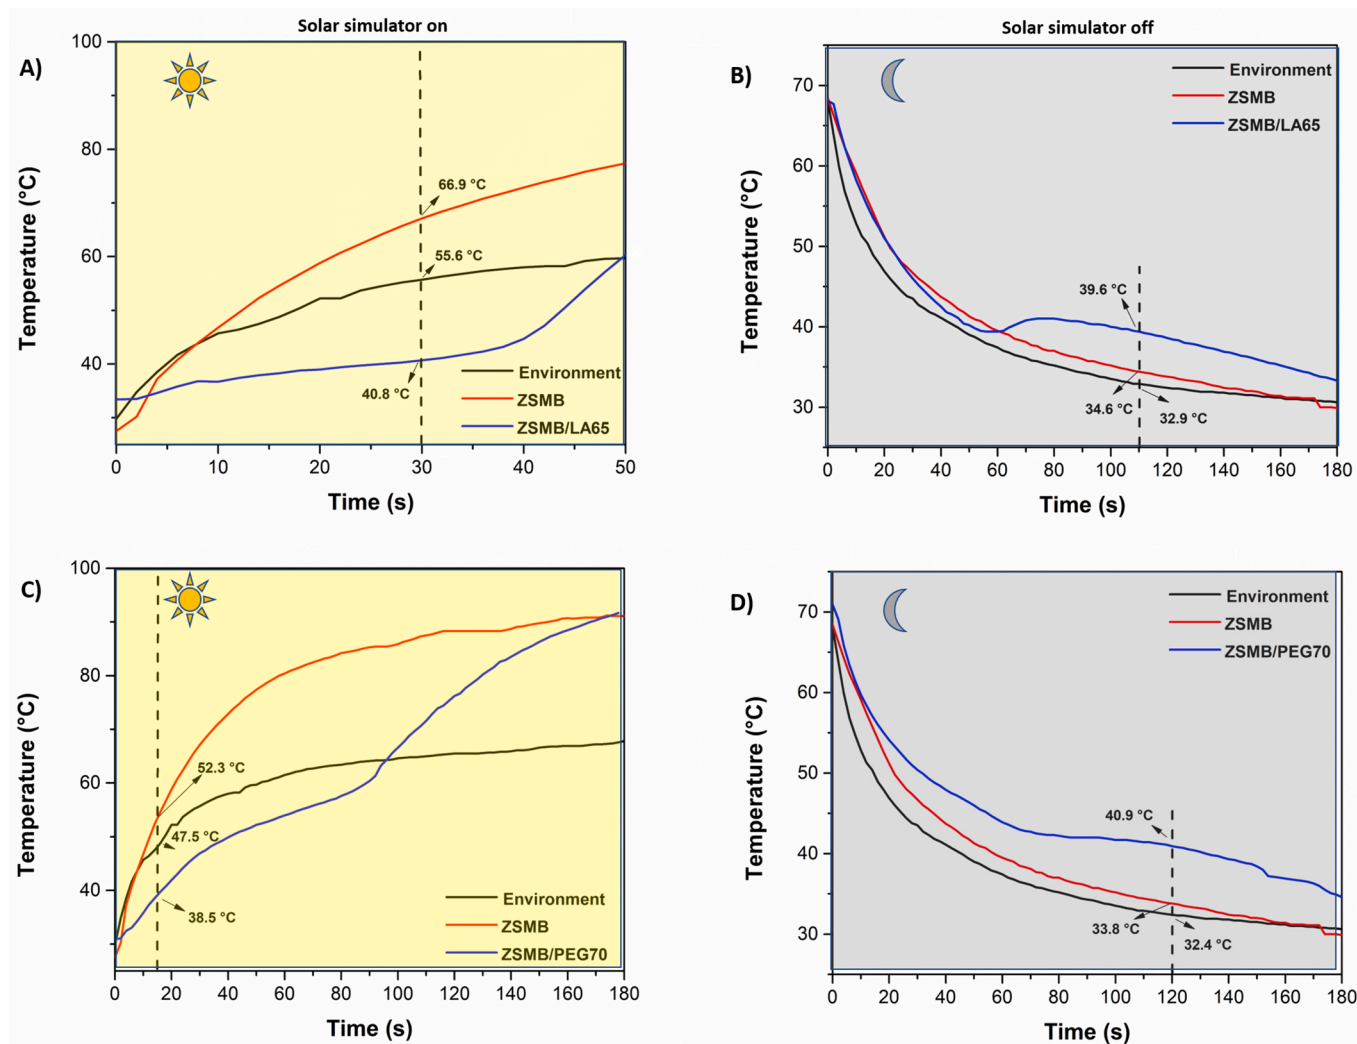 Solar simulator on
A)
100
80
60
40
0
10
20
30
40
50
Temperature (°C)
Time (s)
66.9 °C
55.6 °C
40.8 °C
Environment
ZSMB
ZSMB/LA65
Solar simulator off
B)
70
60
50
40
30
0
20
40
60
80
100
120
140
160
180
Temperature (°C)
Time (s)
Environment
ZSMB
ZSMB/LA65
39.6 °C
34.6 °C
32.9 °C
C)
100
80
60
40
0
20
40
60
80
100
120
140
160
180
Temperature (°C)
Time (s)
52.3 °C
47.5 °C
38.5 °C
Environment
ZSMB
ZSMB/PEG70
D)
70
60
50
40
30
0
20
40
60
80
100
120
140
160
180
Temperature (°C)
Time (s)
Environment
ZSMB
ZSMB/PEG70
40.9 °C
33.8 °C
32.4 °C